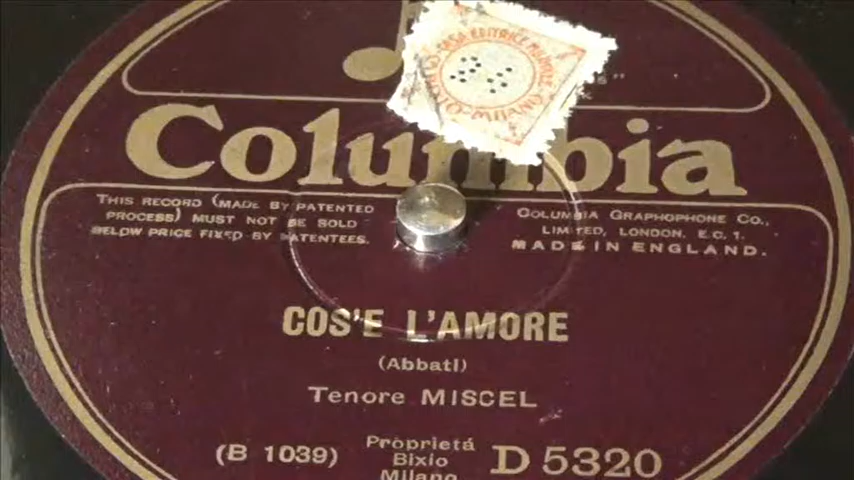 CASA EDITRICE MUSICALE
MILANO
Columbia
THIS RECORD (MADE BY PATENTED
PROCESS) MUST NOT BE SOLD
BELOW PRICE FIXED BY PATENTEES.
COLUMBIA GRAPHOPHONE CO.,
LIMITED, LONDON. E.C. 1.
MADE IN ENGLAND.
COS'E L'AMORE
(Abbati)
Tenore MISCEL
(B 1039)
Proprietá
Bixio
Milano
D 5320